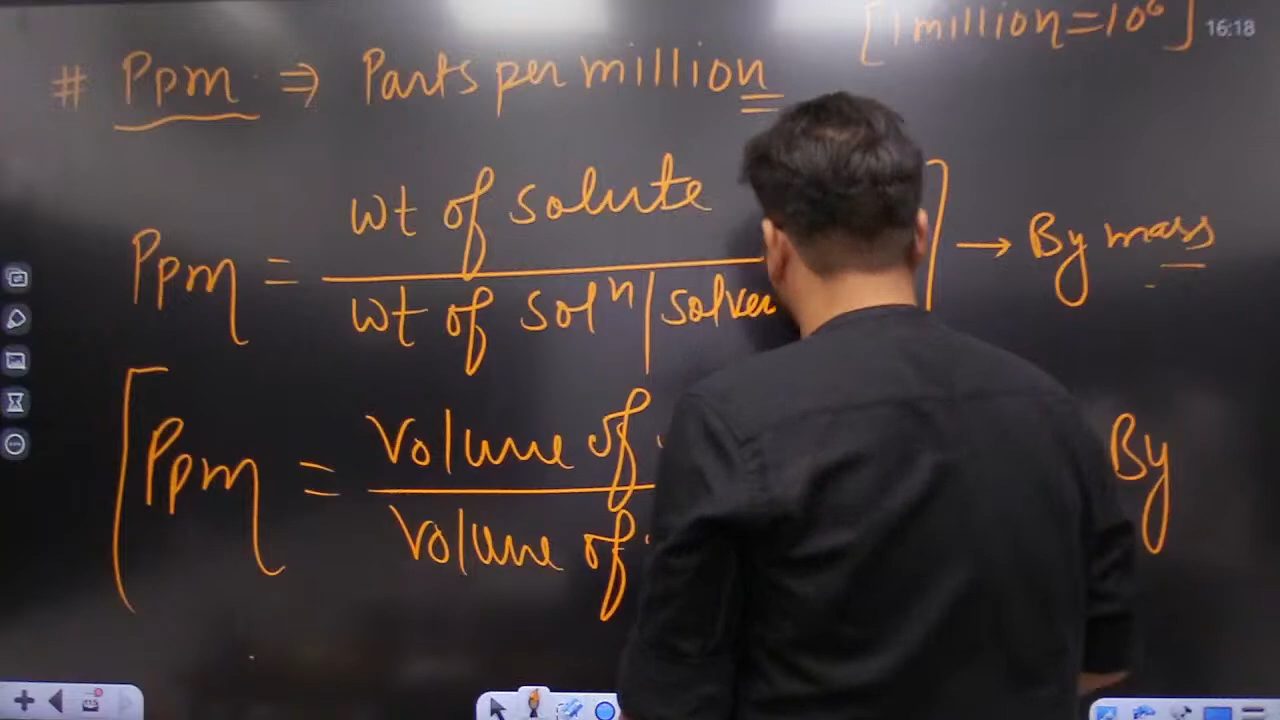 [1 million = 10⁶] 16:18
# Ppm ⇒ Parts per million
wt of solute
Ppm = → By mass
wt of solⁿ | solven
Volume of
Ppm = By
Volume of